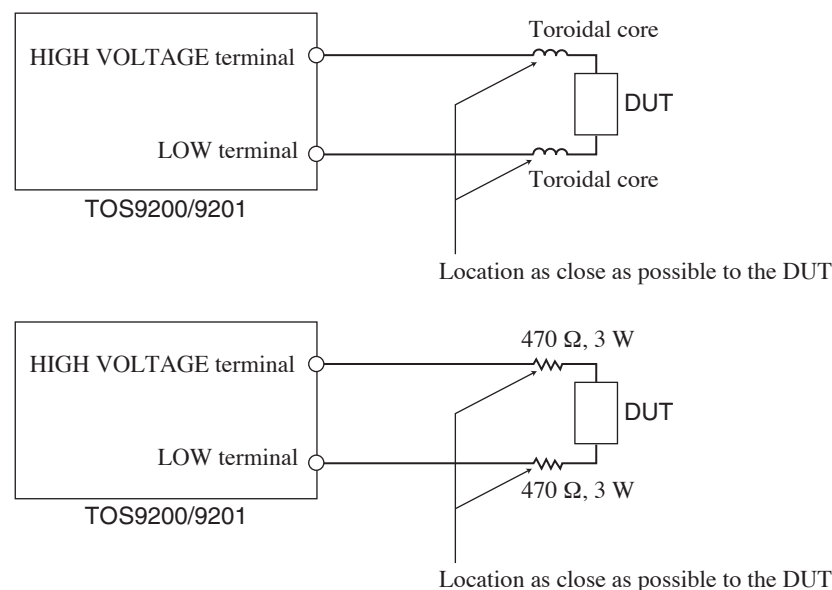 Toroidal core
HIGH VOLTAGE terminal
DUT
LOW terminal
Toroidal core
TOS9200/9201
Location as close as possible to the DUT
470 Ω, 3 W
HIGH VOLTAGE terminal
DUT
LOW terminal
470 Ω, 3 W
TOS9200/9201
Location as close as possible to the DUT